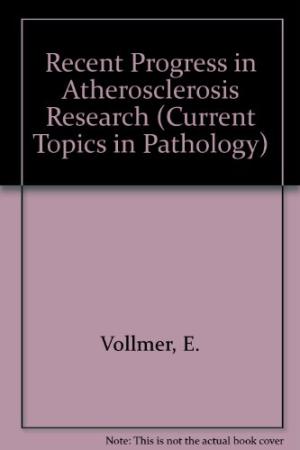 Recent Progress in
Atherosclerosis
Research (Current
Topics in Pathology)
Vollmer, E.
Note: This is not the actual book cover